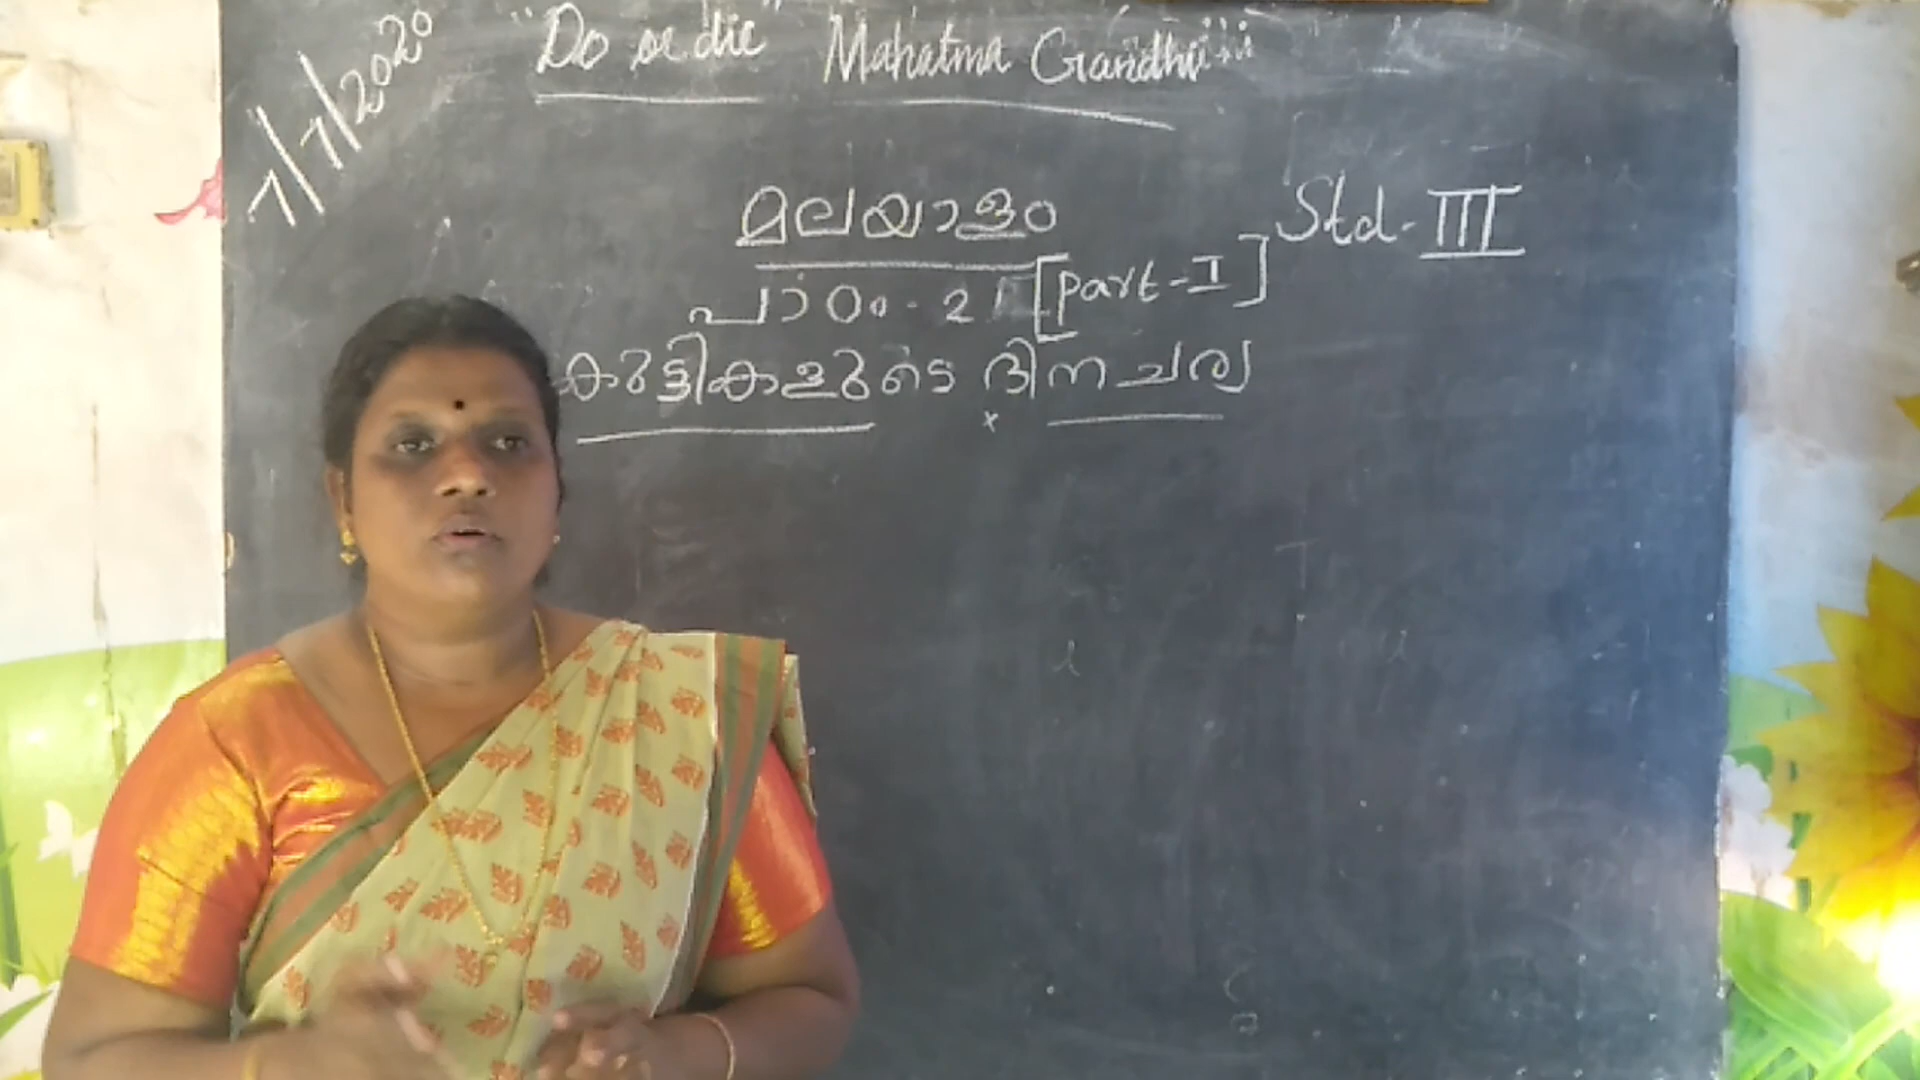 7/7/2020
"Do or die" Mahatma Gandhi
മലയാളം
Std-III
പാഠം-2 [Part-I]
കുട്ടികളുടെ ദിനചര്യ